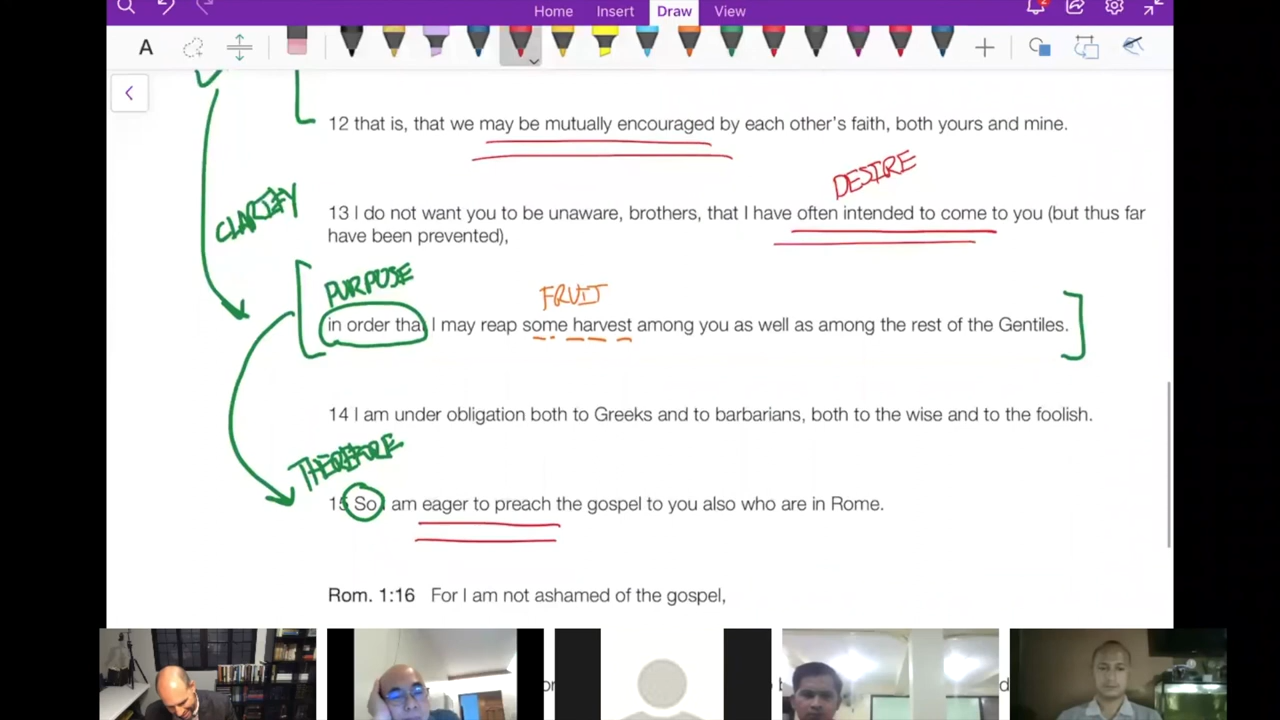 Home Insert Draw View
A
2
12 that is, that we may be mutually encouraged by each other's faith, both yours and mine.
DESIRE
CLARIFY
13 I do not want you to be unaware, brothers, that I have often intended to come to you (but thus far
have been prevented),
PURPOSE
FRUIT
in order that I may reap some harvest among you as well as among the rest of the Gentiles.
14 I am under obligation both to Greeks and to barbarians, both to the wise and to the foolish.
THEREFORE
15 So I am eager to preach the gospel to you also who are in Rome.
Rom. 1:16 For I am not ashamed of the gospel,